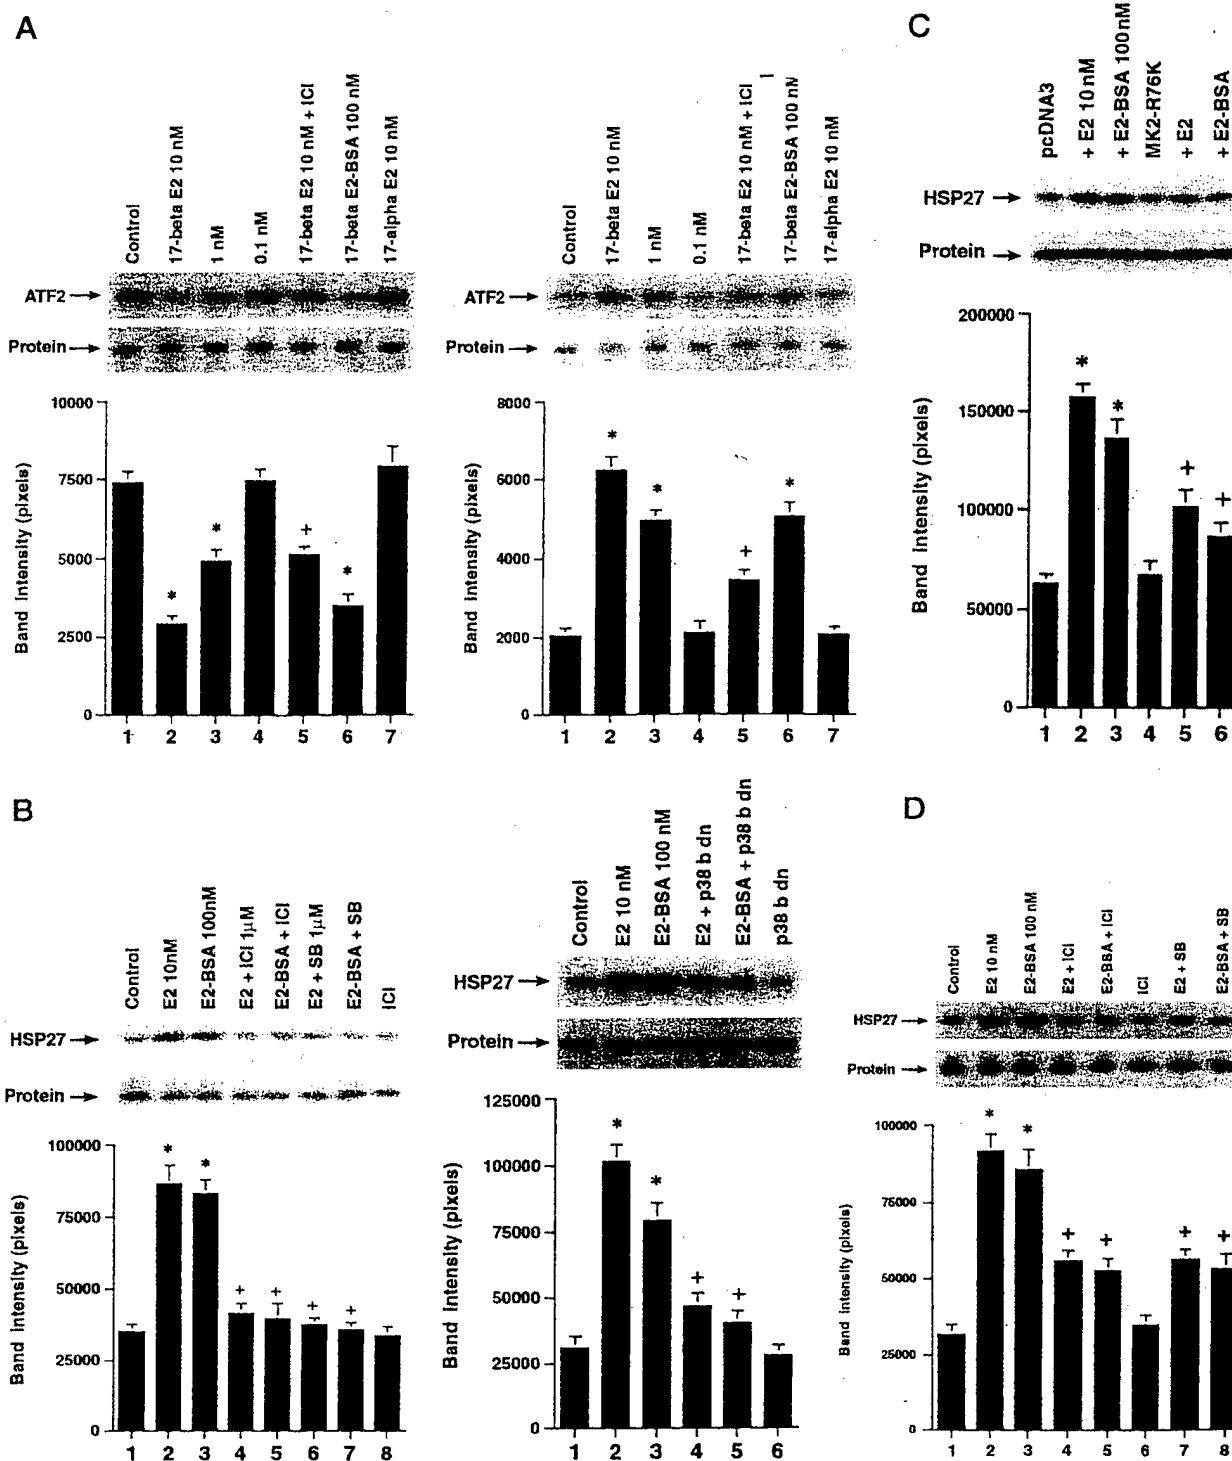 A
Control
17-beta E2 10 nM
1 nM
0.1 nM
17-beta E2 10 nM + ICI
17-beta E2-BSA 100 nM
17-alpha E2 10 nM
ATF2
Protein
10000
7500
5000
2500
0
Band Intensity (pixels)
* * + *
1 2 3 4 5 6 7
Control
17-beta E2 10 nM
1 nM
0.1 nM
17-beta E2 10 nM + ICI
17-beta E2-BSA 100 nM
17-alpha E2 10 nM
ATF2
Protein
8000
6000
4000
2000
0
Band Intensity (pixels)
* * + *
1 2 3 4 5 6 7
C
pcDNA3
+ E2 10 nM
+ E2-BSA 100 nM
MK2-R76K
+ E2
+ E2-BSA
HSP27
Protein
200000
150000
100000
50000
0
Band Intensity (pixels)
* * + +
1 2 3 4 5 6
B
Control
E2 10nM
E2-BSA 100nM
E2 + ICI 1µM
E2-BSA + ICI
E2 + SB 1µM
E2-BSA + SB
ICI
HSP27
Protein
100000
75000
50000
25000
0
Band Intensity (pixels)
* * + + + +
1 2 3 4 5 6 7 8
Control
E2 10 nM
E2-BSA 100 nM
E2 + p38 b dn
E2-BSA + p38 b dn
p38 b dn
HSP27
Protein
125000
100000
75000
50000
25000
0
Band Intensity (pixels)
* * + +
1 2 3 4 5 6
D
Control
E2 10 nM
E2-BSA 100 nM
E2 + ICI
E2-BSA + ICI
ICI
E2 + SB
E2-BSA + SB
HSP27
Protein
100000
75000
50000
25000
0
Band Intensity (pixels)
* * + + + +
1 2 3 4 5 6 7 8